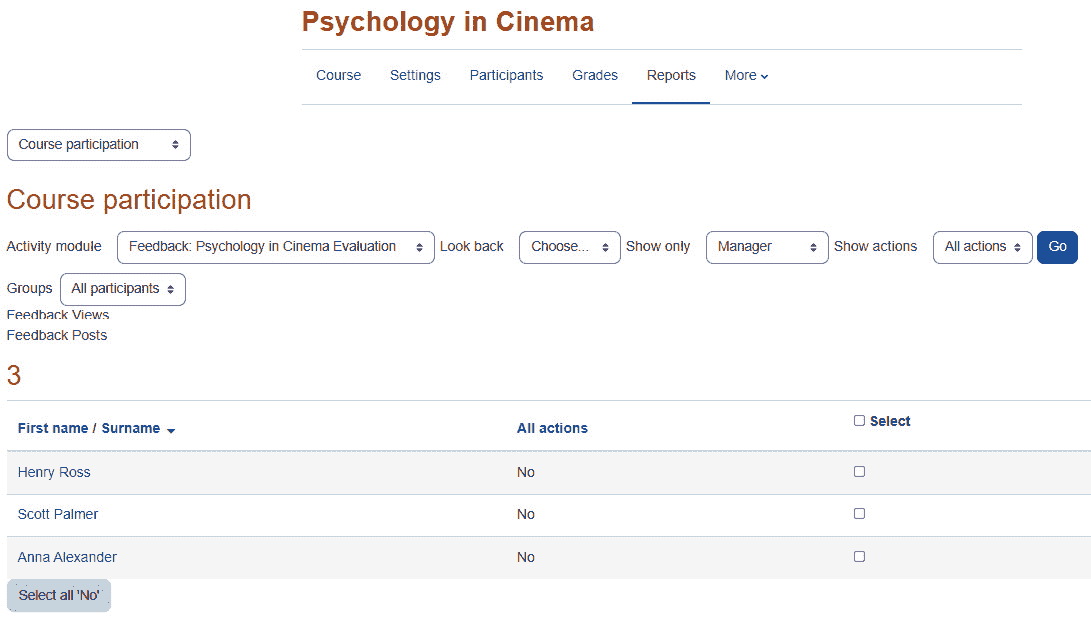 Psychology in Cinema
Course Settings Participants Grades Reports More
Course participation
Course participation
Activity module Feedback: Psychology in Cinema Evaluation Look back Choose... Show only Manager Show actions All actions Go
Groups All participants
Feedback Views
Feedback Posts
3
First name / Surname All actions Select
Henry Ross No
Scott Palmer No
Anna Alexander No
Select all 'No'